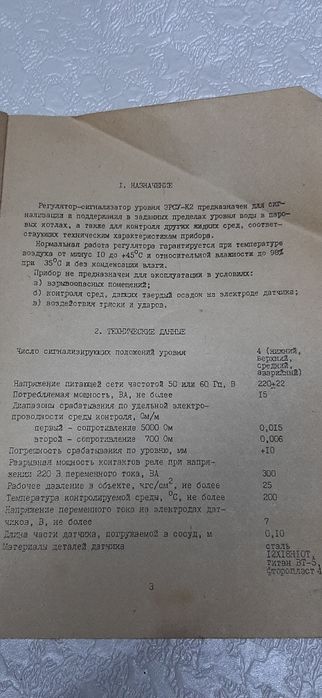 I. НАЗНАЧЕНИЕ
Регулятор-сигнализатор уровня ЭРСУ-К2 предназначен для сиг-
нализации и поддержания в заданных пределах уровня воды в паро-
вых котлах, а также для контроля других жидких сред, соответ-
ствующих техническим характеристикам прибора.
Нормальная работа регулятора гарантируется при температуре
воздуха от минус 10 до +45°С и относительной влажности до 98%
при 35°С и без конденсации влаги.
Прибор не предназначен для эксплуатации в условиях:
а) взрывоопасных помещений;
б) контроля сред, дающих твердый осадок на электроде датчика;
в) воздействия тряски и ударов.
2. ТЕХНИЧЕСКИЕ ДАННЫЕ
Число сигнализирующих положений уровня 4 (нижний,
верхний,
средний,
аварийный)
Напряжение питающей сети частотой 50 или 60 Гц, В 220±22
Потребляемая мощность, ВА, не более 15
Диапазоны срабатывания по удельной электро-
проводности среды контроля, Ом/м
первый - сопротивление 5000 Ом 0,015
второй - сопротивление 700 Ом 0,006
Погрешность срабатывания по уровню, мм ±10
Разрывная мощность контактов реле при напря-
жении 220 В переменного тока, ВА 300
Рабочее давление в объекте, кгс/см², не более 25
Температура контролируемой среды, °С, не более 200
Напряжение переменного тока на электродах дат-
чиков, В, не более 7
Длина части датчика, погружаемой в сосуд, м 0,10
Материалы деталей датчика сталь
12Х18Н10Т,
титан ВТ-5,
фторопласт 4
3